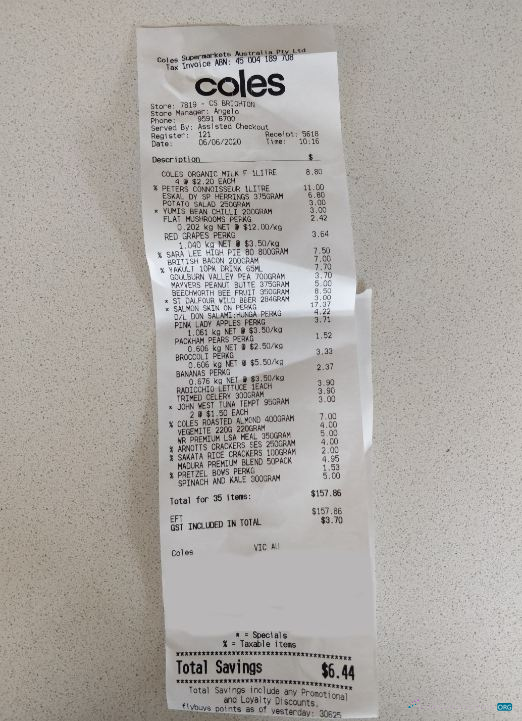 Coles Supermarkets Australia Pty Ltd
Tax Invoice ABN: 45 004 189 708
coles
Store: 7819 - CS BRIGHTON
Store Manager: Angelo
Phone: 9591 6700
Served By: Assisted Checkout
Register: 121 Receipt: 5618
Date: 06/06/2020 Time: 10:16
Description $
COLES ORGANIC MILK F 1LITRE 8.80
4 @ $2.20 EACH
% PETERS CONNOISSEUR 1LITRE 11.00
ESKAL DY SP HERRINGS 375GRAM 6.80
POTATO SALAD 250GRAM 3.00
* YUMIS BEAN CHILLI 200GRAM 3.00
FLAT MUSHROOMS PERKG 2.42
0.202 kg NET @ $12.00/kg
RED GRAPES PERKG 3.64
1.040 kg NET @ $3.50/kg
% SARA LEE HIGH PIE 80 800GRAM 7.50
BRITISH BACON 200GRAM 7.00
% YAKULT 10PK DRINK 65ML 7.70
GOULBURN VALLEY PEA 700GRAM 3.70
MAYVERS PEANUT BUTTE 375GRAM 5.00
BEECHWORTH BEE FRUIT 350GRAM 8.50
* ST DALFOUR WILD BEER 284GRAM 3.00
* SALMON SKIN ON PERKG 17.37
D/L DON SALAMI:HUNGA PERKG 4.22
PINK LADY APPLES PERKG 3.71
1.061 kg NET @ $3.50/kg
PACKHAM PEARS PERKG 1.52
0.606 kg NET @ $2.50/kg
BROCCOLI PERKG 3.33
0.606 kg NET @ $5.50/kg
BANANAS PERKG 2.37
0.676 kg NET @ $3.50/kg
RADICCHIO LETTUCE 1EACH 3.90
TRIMED CELERY 300GRAM 3.90
* JOHN WEST TUNA TEMPT 95GRAM 3.00
2 @ $1.50 EACH
% COLES ROASTED ALMOND 400GRAM 7.00
VEGEMITE 220G 220GRAM 4.00
WR PREMIUM LSA MEAL 350GRAM 5.00
% ARNOTTS CRACKERS SES 250GRAM 4.00
% SAKATA RICE CRACKERS 100GRAM 2.00
MADURA PREMIUM BLEND 50PACK 4.95
* PRETZEL BOWS PERKG 1.53
SPINACH AND KALE 300GRAM 5.00
Total for 35 items: $157.86
EFT $157.86
GST INCLUDED IN TOTAL $3.70
Coles VIC AU
* = Specials
% = Taxable items
Total Savings $6.44
Total Savings include any Promotional
and Loyalty Discounts.
flybuys points as of yesterday: 30625
ORG